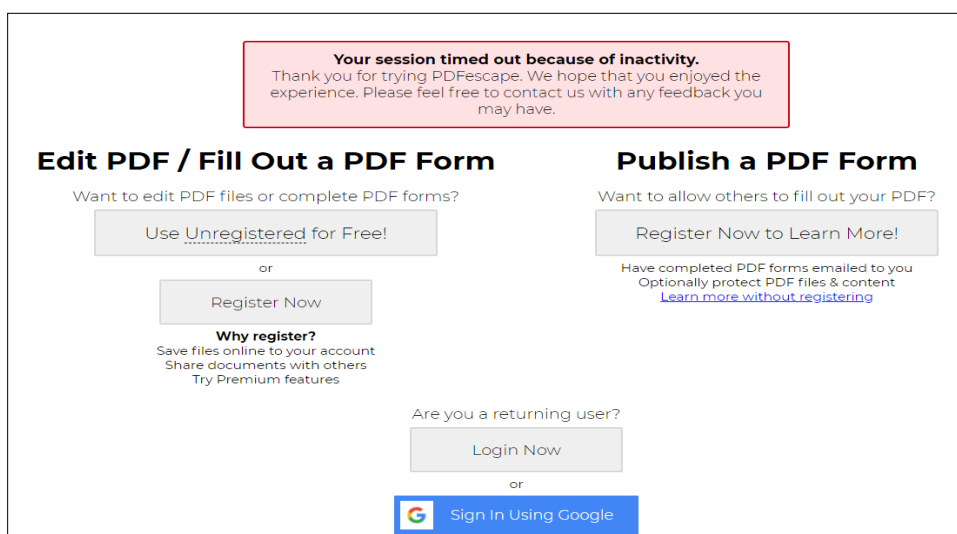 Your session timed out because of inactivity.
Thank you for trying PDFescape. We hope that you enjoyed the
experience. Please feel free to contact us with any feedback you
may have.
Edit PDF / Fill Out a PDF Form
Want to edit PDF files or complete PDF forms?
Use Unregistered for Free!
or
Register Now
Why register?
Save files online to your account
Share documents with others
Try Premium features
Publish a PDF Form
Want to allow others to fill out your PDF?
Register Now to Learn More!
Have completed PDF forms emailed to you
Optionally protect PDF files & content
Learn more without registering
Are you a returning user?
Login Now
or
G Sign In Using Google